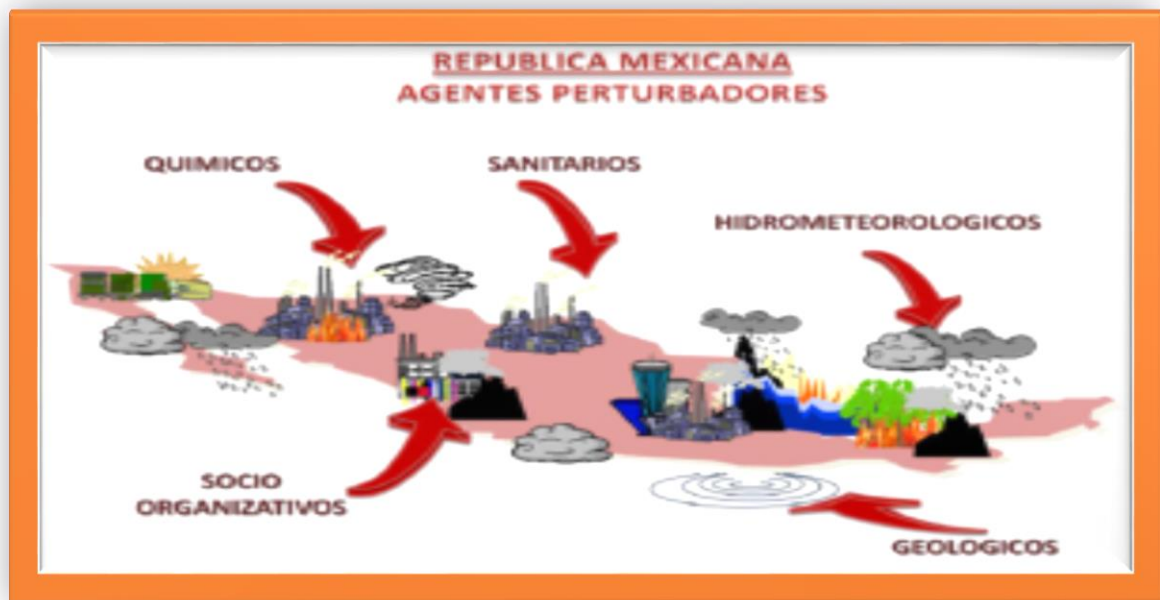 REPUBLICA MEXICANA
AGENTES PERTURBADORES
QUIMICOS
SANITARIOS
HIDROMETEOROLOGICOS
SOCIO
ORGANIZATIVOS
GEOLOGICOS